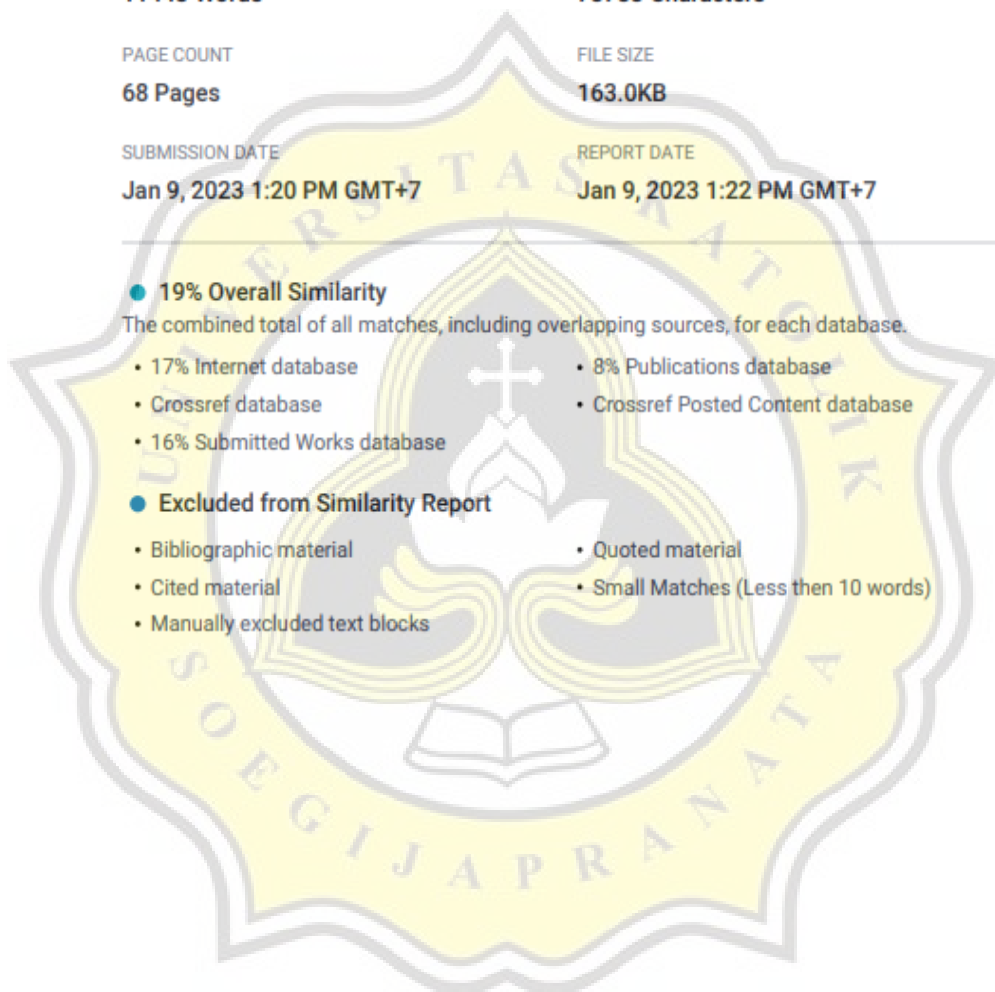 PAGE COUNT FILE SIZE
68 Pages 163.0KB
SUBMISSION DATE REPORT DATE
Jan 9, 2023 1:20 PM GMT+7 Jan 9, 2023 1:22 PM GMT+7
● 19% Overall Similarity
The combined total of all matches, including overlapping sources, for each database.
• 17% Internet database • 8% Publications database
• Crossref database • Crossref Posted Content database
• 16% Submitted Works database
● Excluded from Similarity Report
• Bibliographic material • Quoted material
• Cited material • Small Matches (Less then 10 words)
• Manually excluded text blocks
UNIVERSITAS KATOLIK
SOEGIJAPRANATA